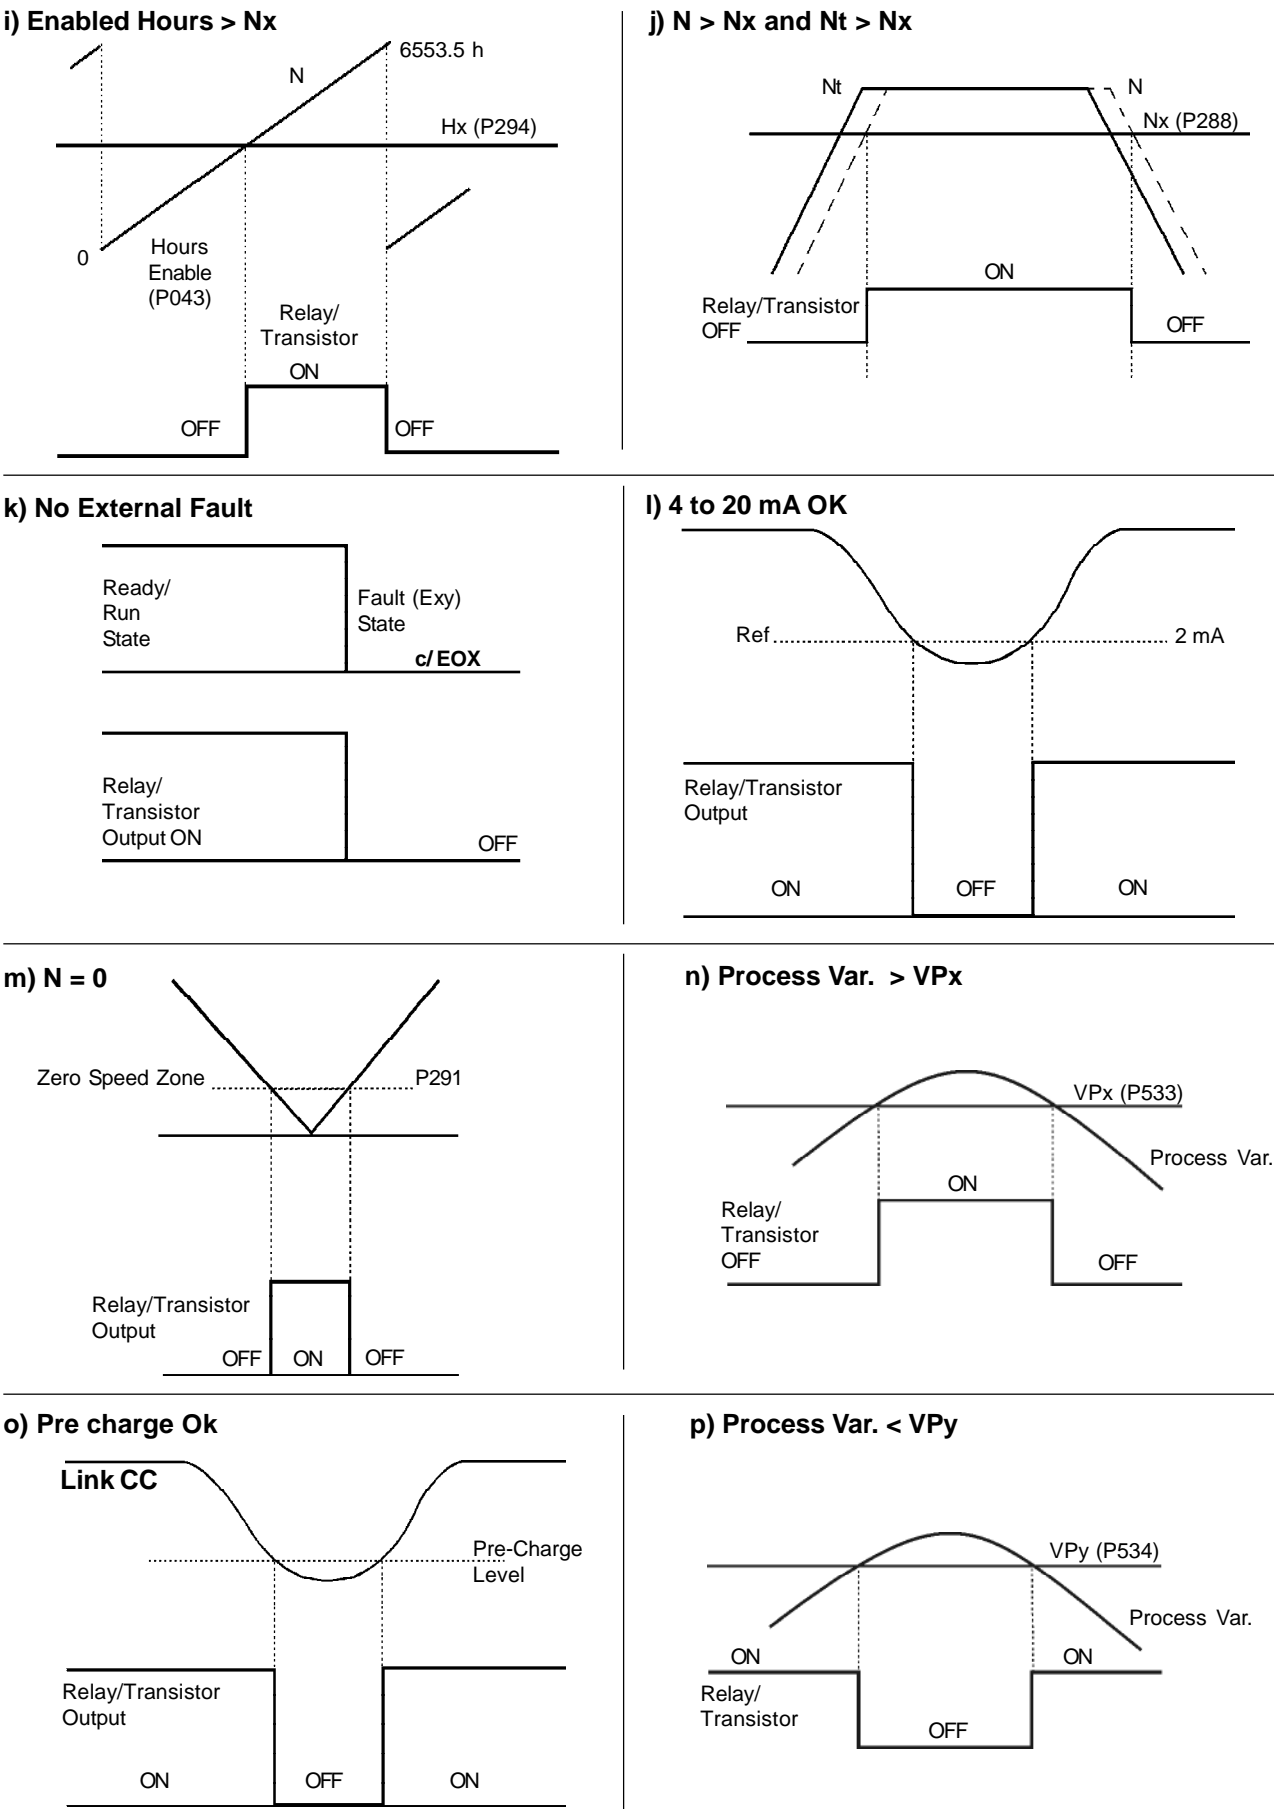 i) Enabled Hours > Nx
6553.5 h
N
Hx (P294)
0
Hours
Enable
(P043)
Relay/
Transistor
ON
OFF
OFF
j) N > Nx and Nt > Nx
Nt
N
Nx (P288)
ON
Relay/Transistor
OFF
OFF
k) No External Fault
Ready/
Run
State
Fault (Exy)
State
c/ EOX
Relay/
Transistor
Output ON
OFF
l) 4 to 20 mA OK
Ref
2 mA
Relay/Transistor
Output
ON
OFF
ON
m) N = 0
Zero Speed Zone
P291
Relay/Transistor
Output
OFF
ON
OFF
n) Process Var. > VPx
VPx (P533)
Process Var.
ON
Relay/
Transistor
OFF
OFF
o) Pre charge Ok
Link CC
Pre-Charge
Level
Relay/Transistor
Output
ON
OFF
ON
p) Process Var. < VPy
VPy (P534)
Process Var.
ON
ON
Relay/
Transistor
OFF